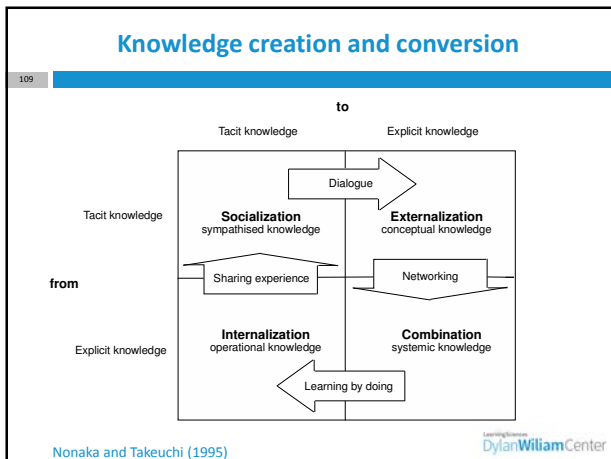 Knowledge creation and conversion
109
to
Tacit knowledge
Explicit knowledge
Dialogue
Tacit knowledge
Socialization
sympathised knowledge
Externalization
conceptual knowledge
from
Sharing experience
Networking
Explicit knowledge
Internalization
operational knowledge
Combination
systemic knowledge
Learning by doing
Nonaka and Takeuchi (1995)
LearningSciences
DylanWiliamCenter